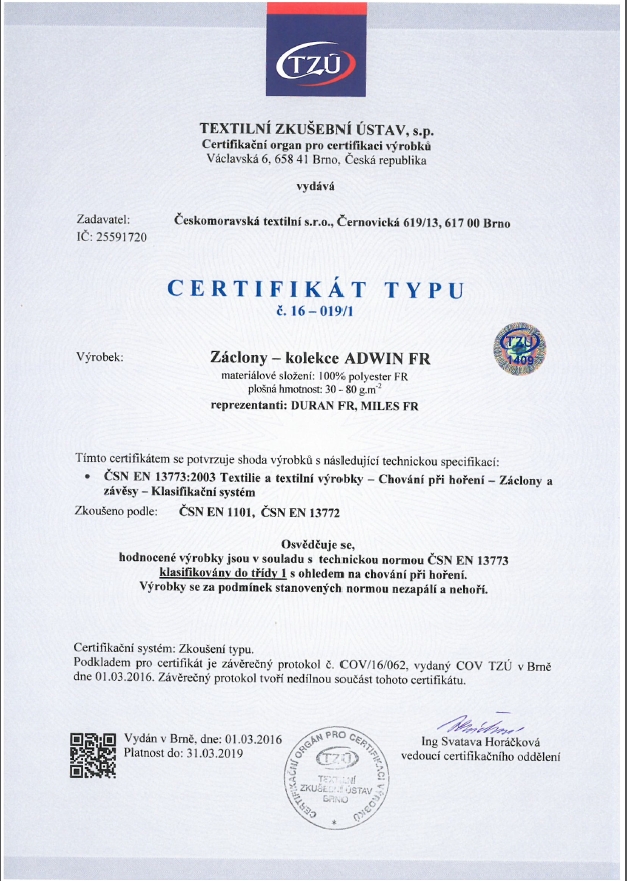 TZÚ
TEXTILNÍ ZKUŠEBNÍ ÚSTAV, s.p.
Certifikační organ pro certifikaci výrobků
Václavská 6, 658 41 Brno, Česká republika
vydává
Zadavatel: Českomoravská textilní s.r.o., Černovická 619/13, 617 00 Brno
IČ: 25591720
CERTIFIKÁT TYPU
č. 16 – 019/1
TZÚ
1409
Výrobek: Záclony – kolekce ADWIN FR
materiálové složení: 100% polyester FR
plošná hmotnost: 30 - 80 g.m-2
reprezentanti: DURAN FR, MILES FR
Tímto certifikátem se potvrzuje shoda výrobků s následující technickou specifikací:
• ČSN EN 13773:2003 Textilie a textilní výrobky – Chování při hoření – Záclony a
závěsy – Klasifikační systém
Zkoušeno podle: ČSN EN 1101, ČSN EN 13772
Osvědčuje se,
hodnocené výrobky jsou v souladu s technickou normou ČSN EN 13773
klasifikovány do třídy 1 s ohledem na chování při hoření.
Výrobky se za podmínek stanovených normou nezapálí a nehoří.
Certifikační systém: Zkoušení typu.
Podkladem pro certifikát je závěrečný protokol č. COV/16/062, vydaný COV TZÚ v Brně
dne 01.03.2016. Závěrečný protokol tvoří nedílnou součást tohoto certifikátu.
Vydán v Brně, dne: 01.03.2016
Platnost do: 31.03.2019
CERTIFIKAČNÍ ORGÁN PRO CERTIFIKACI VÝROBKŮ
TZÚ
TEXTILNÍ
ZKUŠEBNÍ ÚSTAV
BRNO
Ing Svatava Horáčková
vedoucí certifikačního oddělení